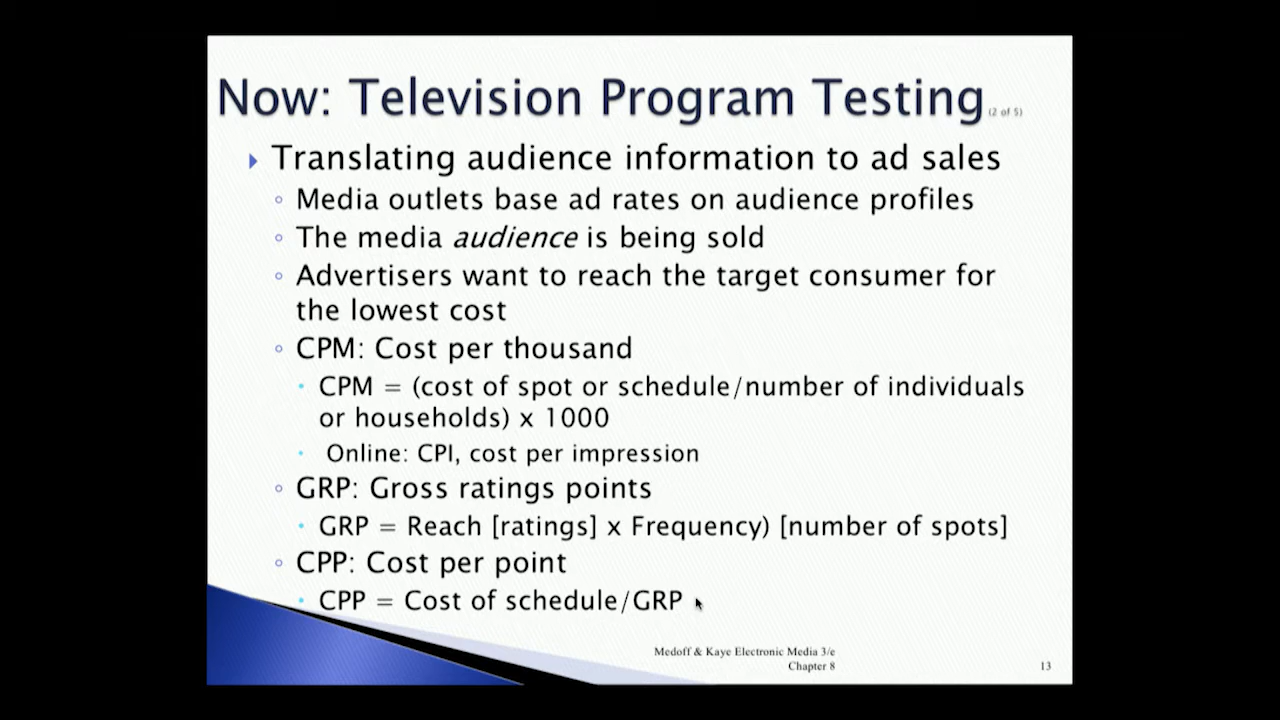 Now: Television Program Testing (2 of 5)
Translating audience information to ad sales
Media outlets base ad rates on audience profiles
The media audience is being sold
Advertisers want to reach the target consumer for
the lowest cost
CPM: Cost per thousand
CPM = (cost of spot or schedule/number of individuals
or households) x 1000
Online: CPI, cost per impression
GRP: Gross ratings points
GRP = Reach [ratings] x Frequency) [number of spots]
CPP: Cost per point
CPP = Cost of schedule/GRP
Medoff & Kaye Electronic Media 3/e
Chapter 8
13